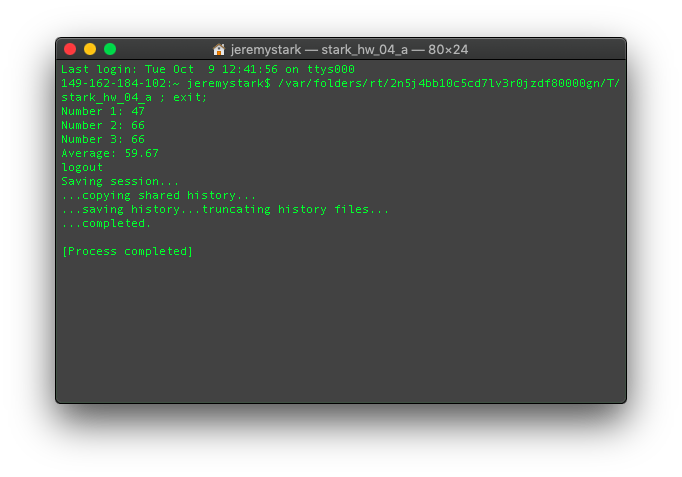 jeremystark — stark_hw_04_a — 80×24
Last login: Tue Oct  9 12:41:56 on ttys000
149-162-184-102:~ jeremystark$ /var/folders/rt/2n5j4bb10c5cd7lv3r0jzdf80000gn/T/
stark_hw_04_a ; exit;
Number 1: 47
Number 2: 66
Number 3: 66
Average: 59.67
logout
Saving session...
...copying shared history...
...saving history...truncating history files...
...completed.
[Process completed]